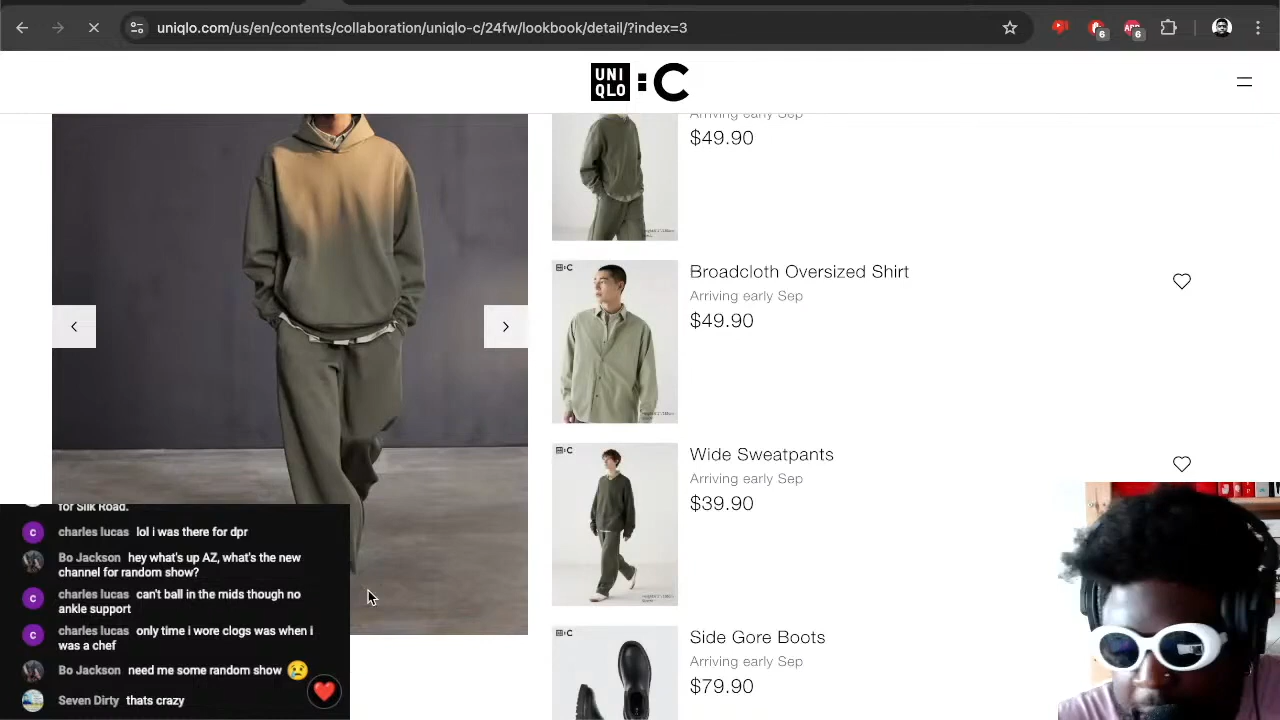 uniqlo.com/us/en/contents/collaboration/uniqlo-c/24fw/lookbook/detail/?index=3
6
6
UNI
QLO
:C
Arriving early Sep
$49.90
Broadcloth Oversized Shirt
Arriving early Sep
$49.90
Wide Sweatpants
Arriving early Sep
$39.90
Side Gore Boots
Arriving early Sep
$79.90
for Silk Road.
charles lucas lol i was there for dpr
Bo Jackson hey what's up AZ, what's the new
channel for random show?
charles lucas can't ball in the mids though no
ankle support
charles lucas only time i wore clogs was when i
was a chef
Bo Jackson need me some random show 😢
Seven Dirty thats crazy